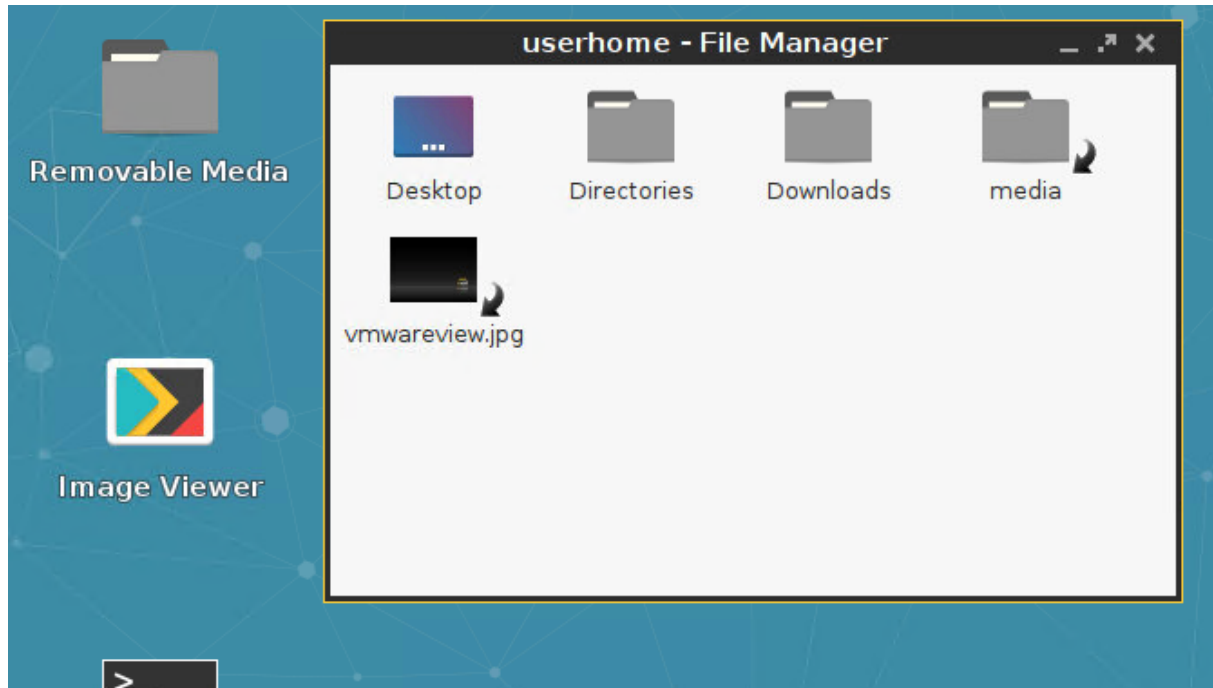 userhome - File Manager
Removable Media
Desktop
Directories
Downloads
media
vmwareview.jpg
Image Viewer
>